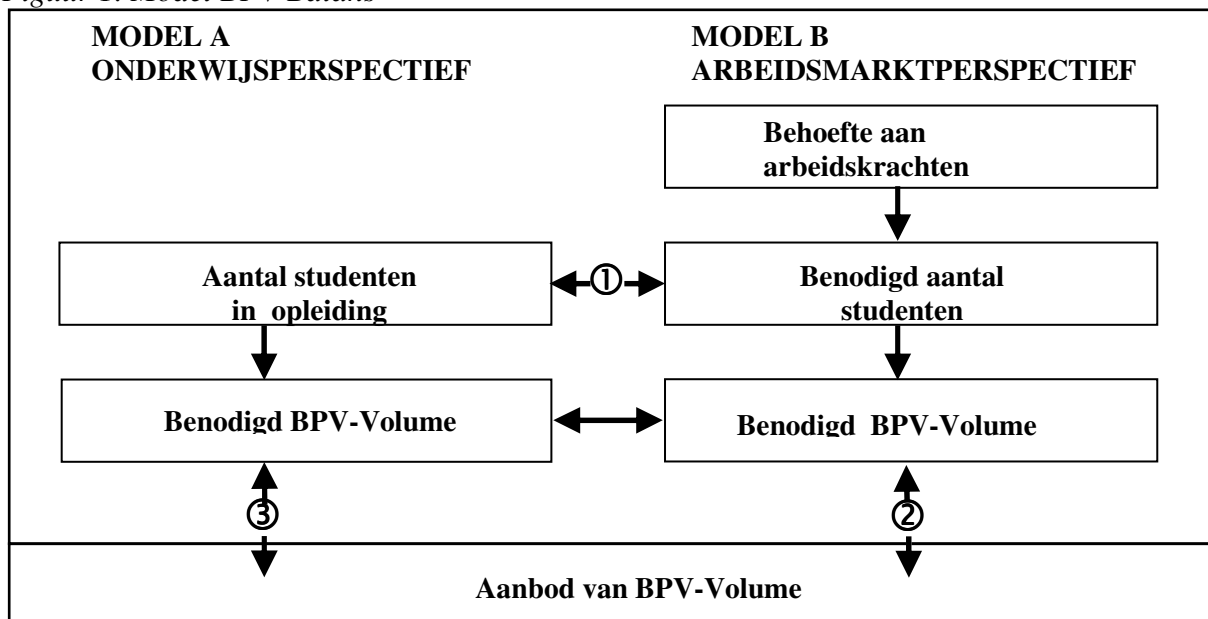 Figuur 1: Model BPV-Balans
MODEL A
ONDERWIJSPERSPECTIEF
MODEL B
ARBEIDSMARKTPERSPECTIEF
Behoefte aan
arbeidskrachten
Aantal studenten
in opleiding
①
Benodigd aantal
studenten
Benodigd BPV-Volume
Benodigd BPV-Volume
③
②
Aanbod van BPV-Volume